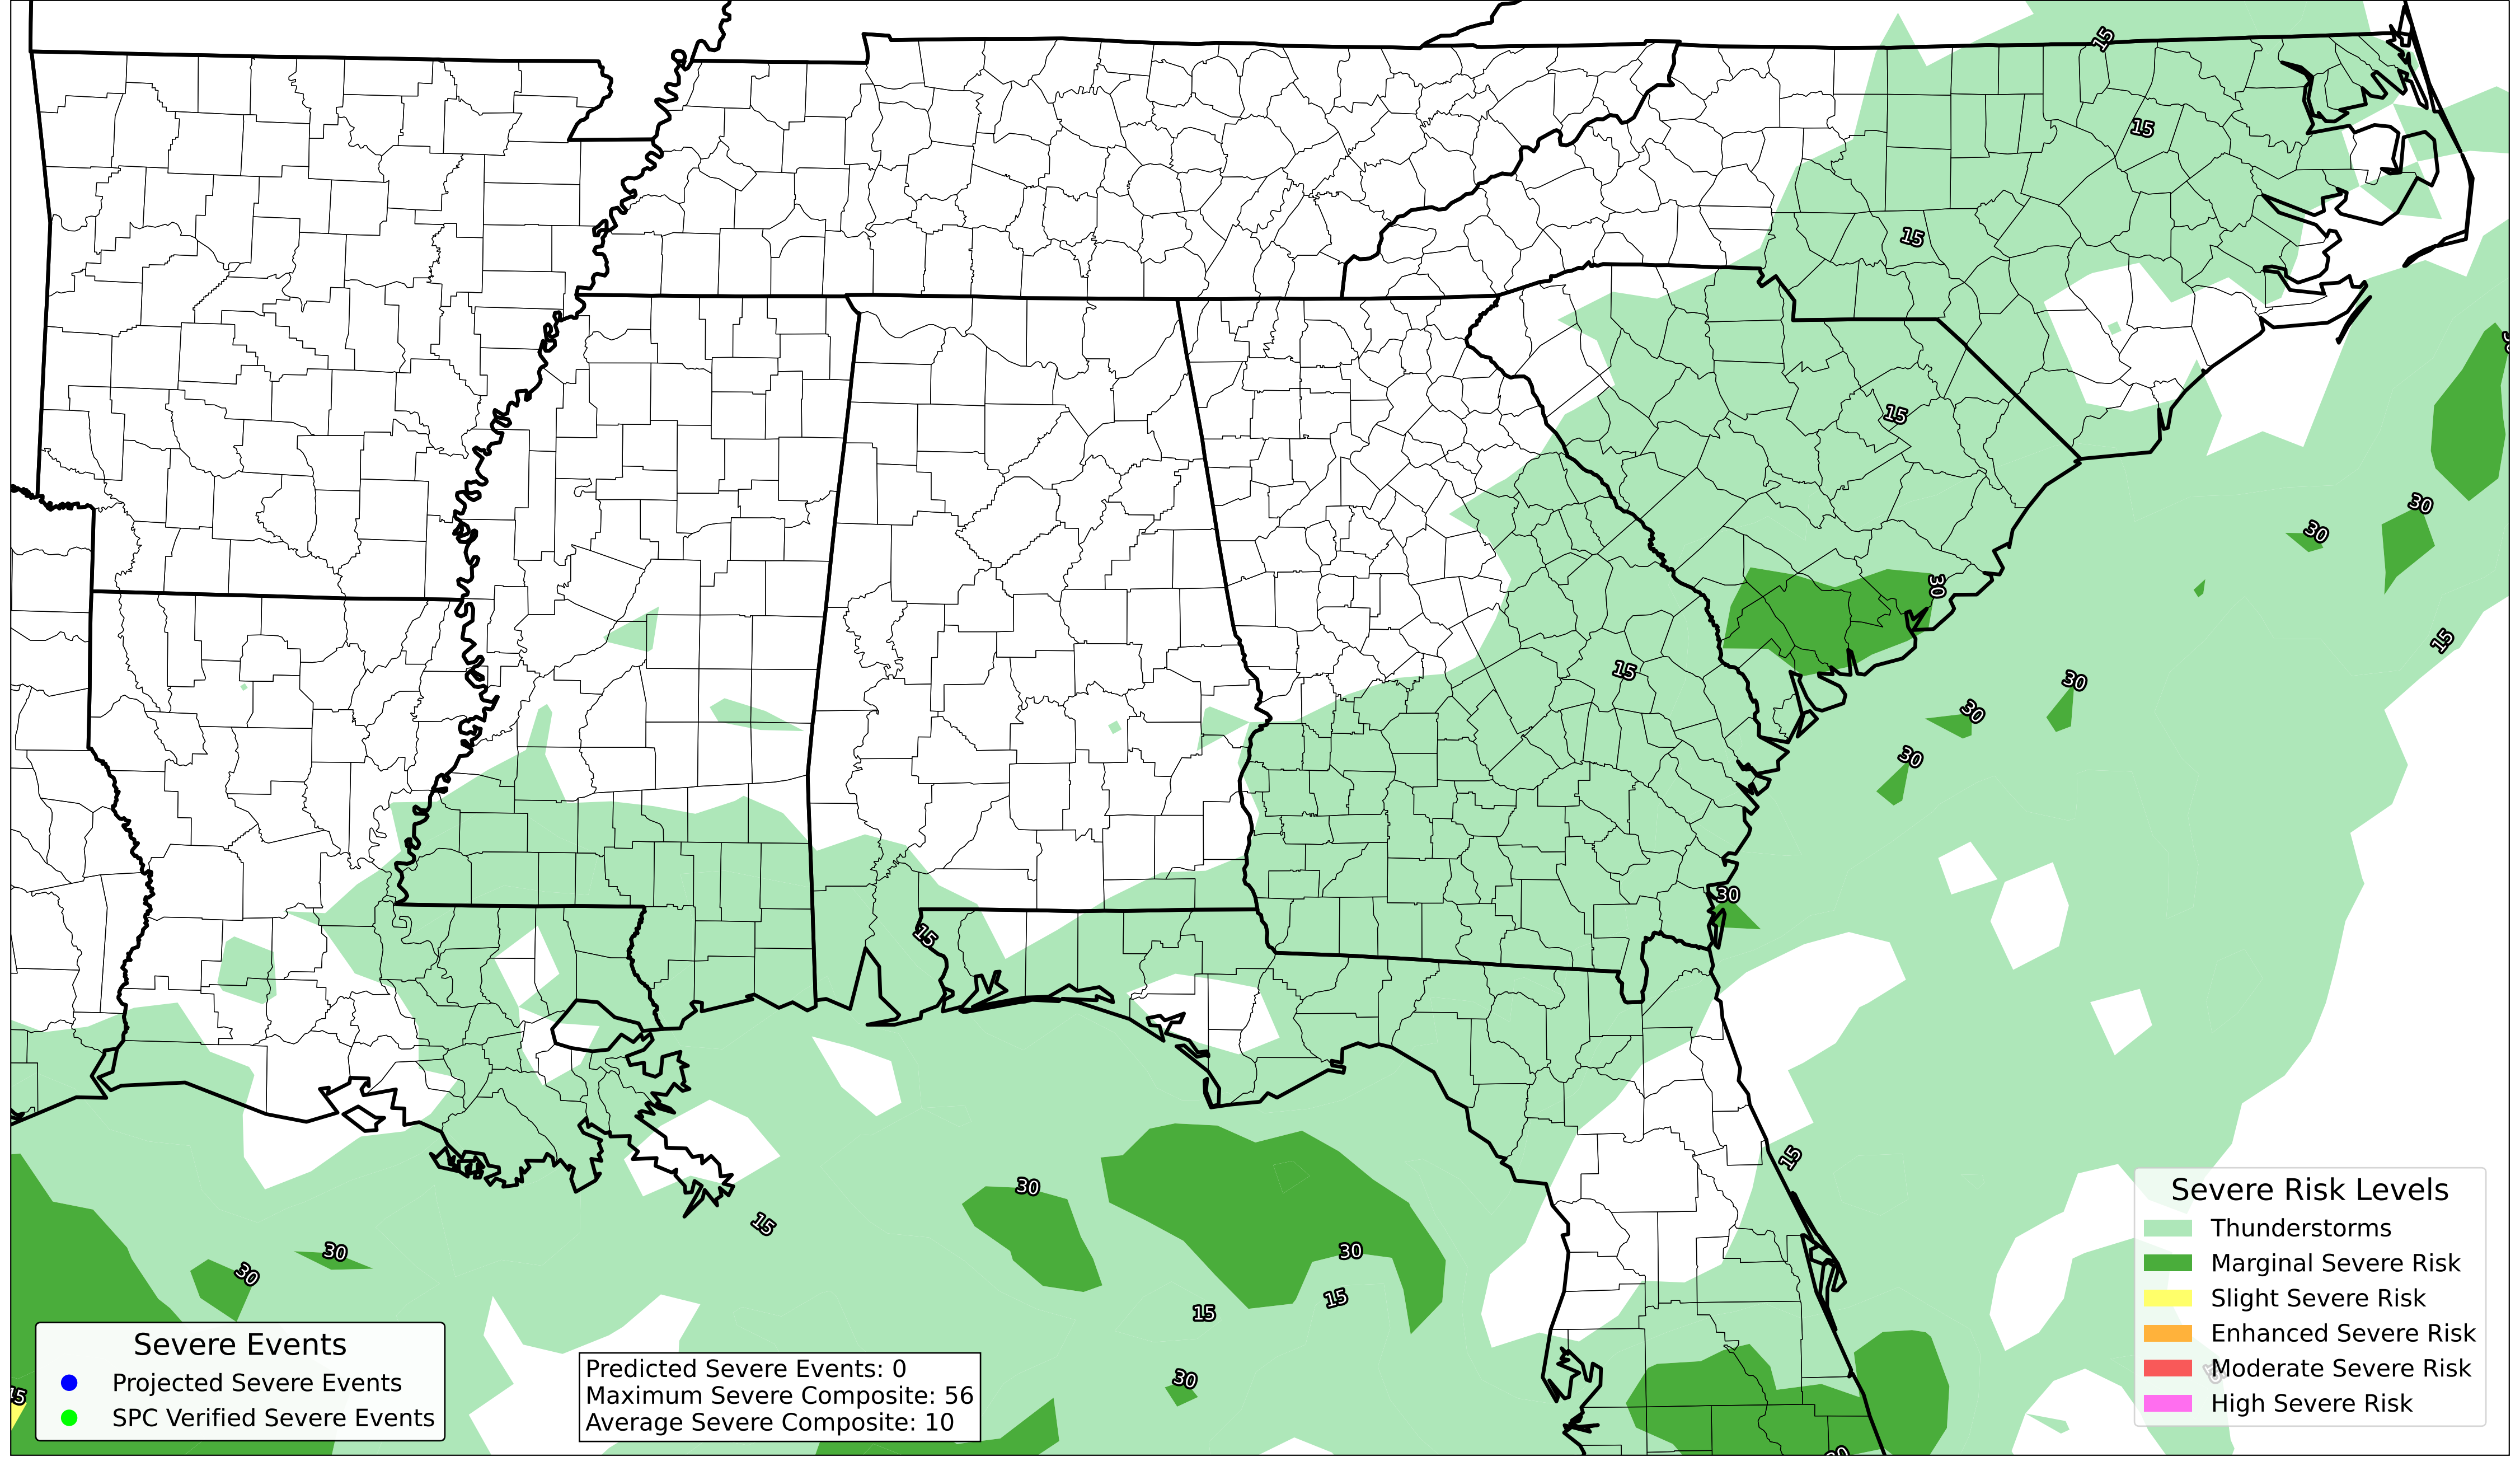 15
15
15
15
30
30
30
15
15
30
30
30
30
15
15
30
30
30
30
15
15
15
30
Severe Events
Projected Severe Events
SPC Verified Severe Events
Predicted Severe Events: 0
Maximum Severe Composite: 56
Average Severe Composite: 10
Severe Risk Levels
Thunderstorms
Marginal Severe Risk
Slight Severe Risk
Enhanced Severe Risk
Moderate Severe Risk
High Severe Risk